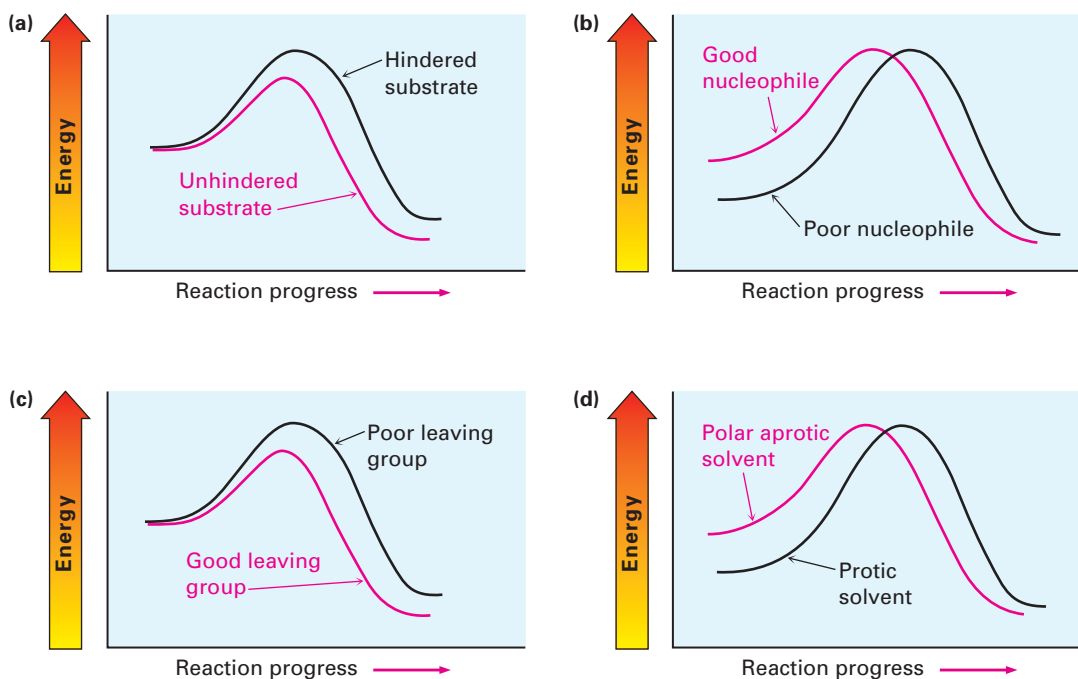 (a)
Energy
Hindered
substrate
Unhindered
substrate
Reaction progress
(b)
Energy
Good
nucleophile
Poor nucleophile
Reaction progress
(c)
Energy
Poor leaving
group
Good leaving
group
Reaction progress
(d)
Energy
Polar aprotic
solvent
Protic
solvent
Reaction progress